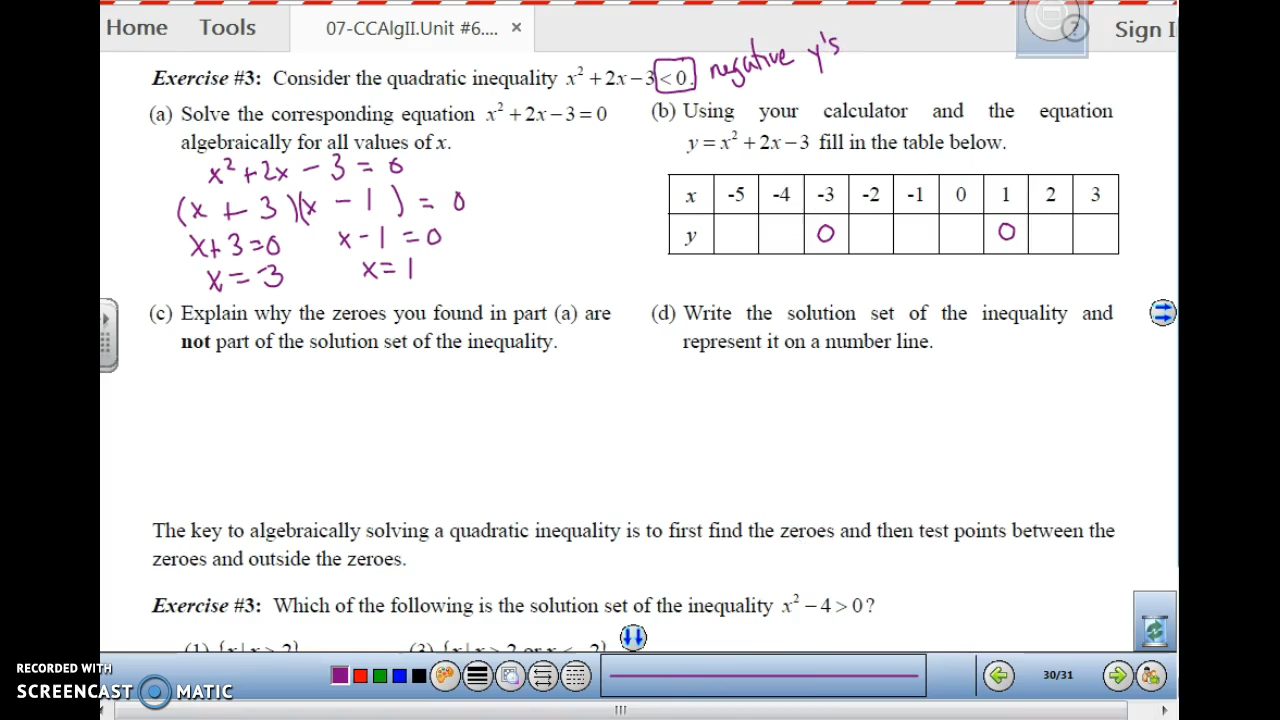 Home Tools 07-CCAlgII.Unit #6.... × ? Sign I
negative y's
Exercise #3: Consider the quadratic inequality x² + 2x − 3 < 0.
(a) Solve the corresponding equation x² + 2x − 3 = 0
algebraically for all values of x.
x² + 2x − 3 = 0
(x + 3)(x − 1) = 0
x+3=0 x−1=0
x = −3 x = 1
(b) Using your calculator and the equation
y = x² + 2x − 3 fill in the table below.
x -5 -4 -3 -2 -1 0 1 2 3
y 0 0
(c) Explain why the zeroes you found in part (a) are
not part of the solution set of the inequality.
(d) Write the solution set of the inequality and
represent it on a number line.
The key to algebraically solving a quadratic inequality is to first find the zeroes and then test points between the
zeroes and outside the zeroes.
Exercise #3: Which of the following is the solution set of the inequality x² − 4 > 0?
RECORDED WITH
SCREENCAST MATIC
30/31